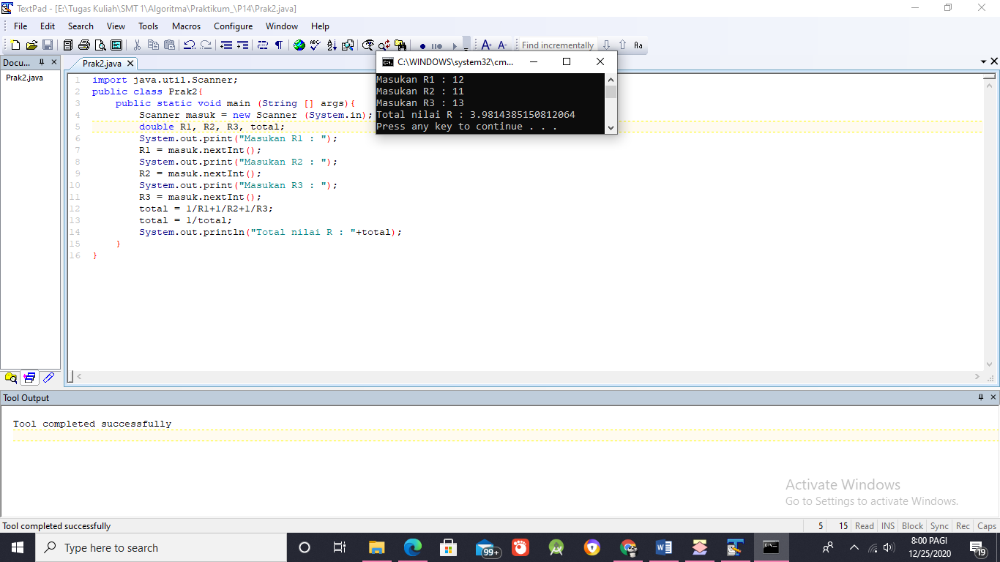 TextPad - [E:\Tugas Kuliah\SMT 1\Algoritma\Praktikum_\P14\Prak2.java]
File Edit Search View Tools Macros Configure Window Help
Find incrementally Aa
Docu... Prak2.java
Prak2.java
C:\WINDOWS\system32\cm...
Masukan R1 : 12
Masukan R2 : 11
Masukan R3 : 13
Total nilai R : 3.9814385150812064
Press any key to continue . . .
1 import java.util.Scanner;
2 public class Prak2{
3 public static void main (String [] args){
4 Scanner masuk = new Scanner (System.in);
5 double R1, R2, R3, total;
6 System.out.print("Masukan R1 : ");
7 R1 = masuk.nextInt();
8 System.out.print("Masukan R2 : ");
9 R2 = masuk.nextInt();
10 System.out.print("Masukan R3 : ");
11 R3 = masuk.nextInt();
12 total = 1/R1+1/R2+1/R3;
13 total = 1/total;
14 System.out.println("Total nilai R : "+total);
15 }
16 }
Tool Output
Tool completed successfully
Activate Windows
Go to Settings to activate Windows.
Tool completed successfully 5 15 Read INS Block Sync Rec Caps
Type here to search 99+ 8:00 PAGI 19
12/25/2020